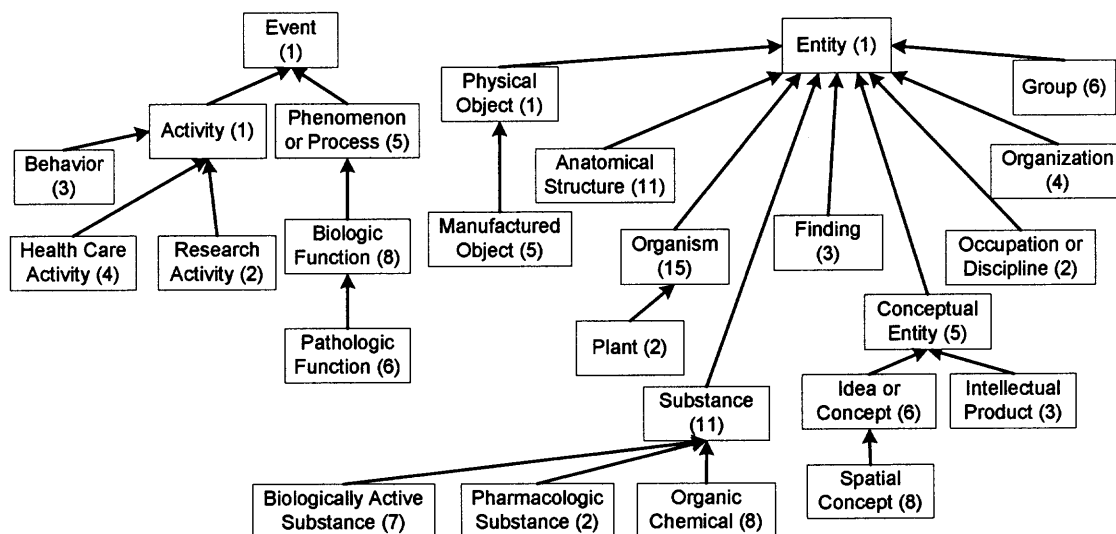 Event
(1)
Entity (1)
Physical
Object (1)
Group (6)
Activity (1)
Phenomenon
or Process (5)
Behavior
(3)
Anatomical
Structure (11)
Organization
(4)
Health Care
Activity (4)
Research
Activity (2)
Biologic
Function (8)
Manufactured
Object (5)
Organism
(15)
Finding
(3)
Occupation or
Discipline (2)
Pathologic
Function (6)
Plant (2)
Conceptual
Entity (5)
Substance
(11)
Idea or
Concept (6)
Intellectual
Product (3)
Biologically Active
Substance (7)
Pharmacologic
Substance (2)
Organic
Chemical (8)
Spatial
Concept (8)